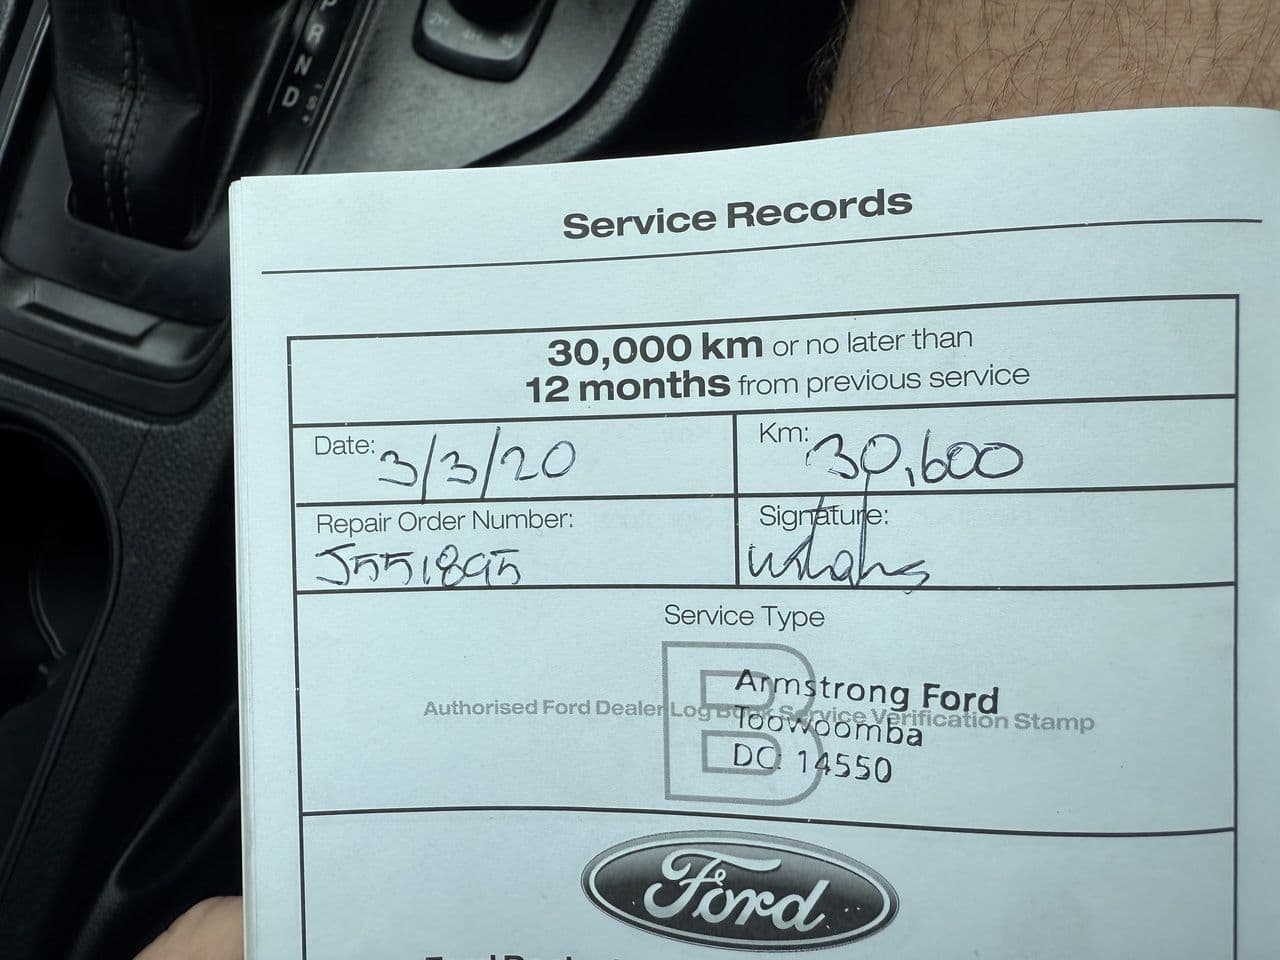 R
N
D
S
Service Records
30,000 km or no later than
12 months from previous service
Date: 3/3/20
Km: 30,600
Repair Order Number:
J551895
Signature:
Service Type
B
Armstrong Ford
Authorised Ford Dealer Log Book Service Verification Stamp
Toowoomba
DC: 14550
Ford